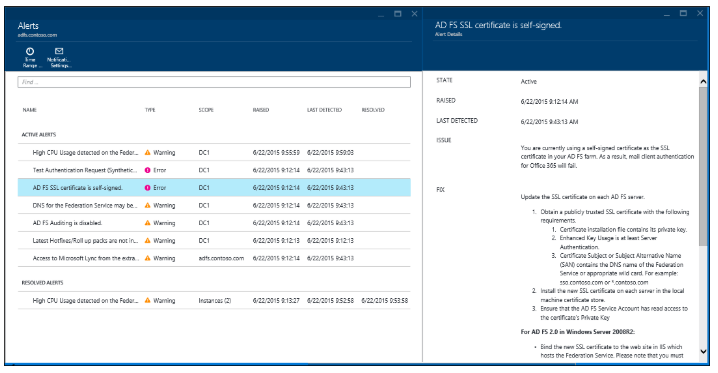 Alerts
adfs.contoso.com
Time Range ...
Notificati... Settings...
Find ...
NAME TYPE SCOPE RAISED LAST DETECTED RESOLVED
ACTIVE ALERTS
High CPU Usage detected on the Feder... Warning DC1 6/22/2015 9:55:59 6/22/2015 9:59:03
Test Authentication Request (Synthetic... Error DC1 6/22/2015 9:12:14 6/22/2015 9:43:13
AD FS SSL certificate is self-signed. Error DC1 6/22/2015 9:12:14 6/22/2015 9:43:13
DNS for the Federation Service may be... Warning DC1 6/22/2015 9:12:14 6/22/2015 9:43:13
AD FS Auditing is disabled. Warning DC1 6/22/2015 9:12:14 6/22/2015 9:43:13
Latest Hotfixes/Roll up packs are not in... Warning DC1 6/22/2015 9:12:13 6/22/2015 9:12:13
Access to Microsoft Lync from the extra... Warning adfs.contoso.com 6/22/2015 9:12:14 6/22/2015 9:43:13
RESOLVED ALERTS
High CPU Usage detected on the Feder... Warning Instances (2) 6/22/2015 9:13:27 6/22/2015 9:52:58 6/22/2015 9:53:58
AD FS SSL certificate is self-signed.
Alert Details
STATE Active
RAISED 6/22/2015 9:12:14 AM
LAST DETECTED 6/22/2015 9:43:13 AM
ISSUE
You are currently using a self-signed certificate as the SSL
certificate in your AD FS farm. As a result, mail client authentication
for Office 365 will fail.
FIX
Update the SSL certificate on each AD FS server.
1. Obtain a publicly trusted SSL certificate with the following
requirements.
1. Certificate installation file contains its private key.
2. Enhanced Key Usage is at least Server
Authentication.
3. Certificate Subject or Subject Alternative Name
(SAN) contains the DNS name of the Federation
Service or appropriate wild card. For example:
sso.contoso.com or *.contoso.com
2. Install the new SSL certificate on each server in the local
machine certificate store.
3. Ensure that the AD FS Service Account has read access to
the certificate's Private Key
For AD FS 2.0 in Windows Server 2008R2:
• Bind the new SSL certificate to the web site in IIS which
hosts the Federation Service. Please note that you must